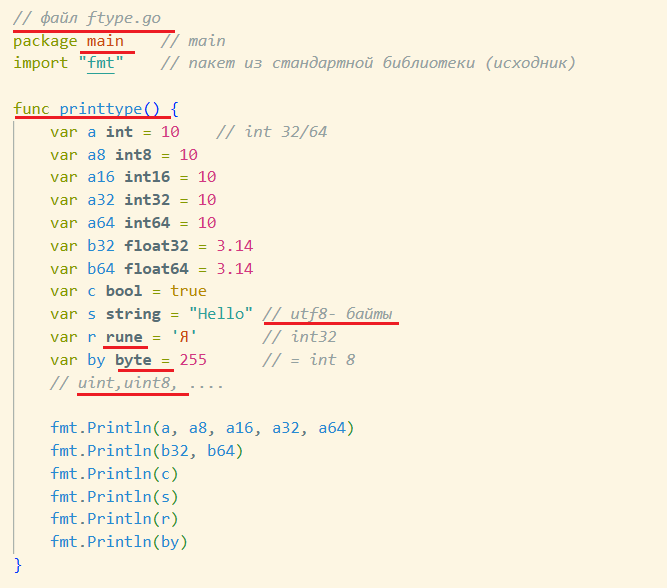 // файл ftype.go
package main    // main
import "fmt"    // пакет из стандартной библиотеки (исходник)
func printtype() {
    var a int = 10    // int 32/64
    var a8 int8 = 10
    var a16 int16 = 10
    var a32 int32 = 10
    var a64 int64 = 10
    var b32 float32 = 3.14
    var b64 float64 = 3.14
    var c bool = true
    var s string = "Hello" // utf8- байты
    var r rune = 'Я'       // int32
    var by byte = 255      // = int 8
    // uint,uint8, ....
    fmt.Println(a, a8, a16, a32, a64)
    fmt.Println(b32, b64)
    fmt.Println(c)
    fmt.Println(s)
    fmt.Println(r)
    fmt.Println(by)
}